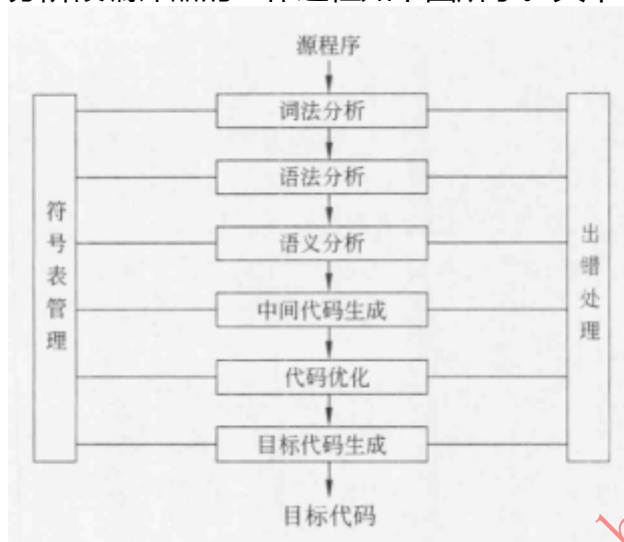 源程序
词法分析
语法分析
语义分析
中间代码生成
代码优化
目标代码生成
目标代码
符号表管理
出错处理